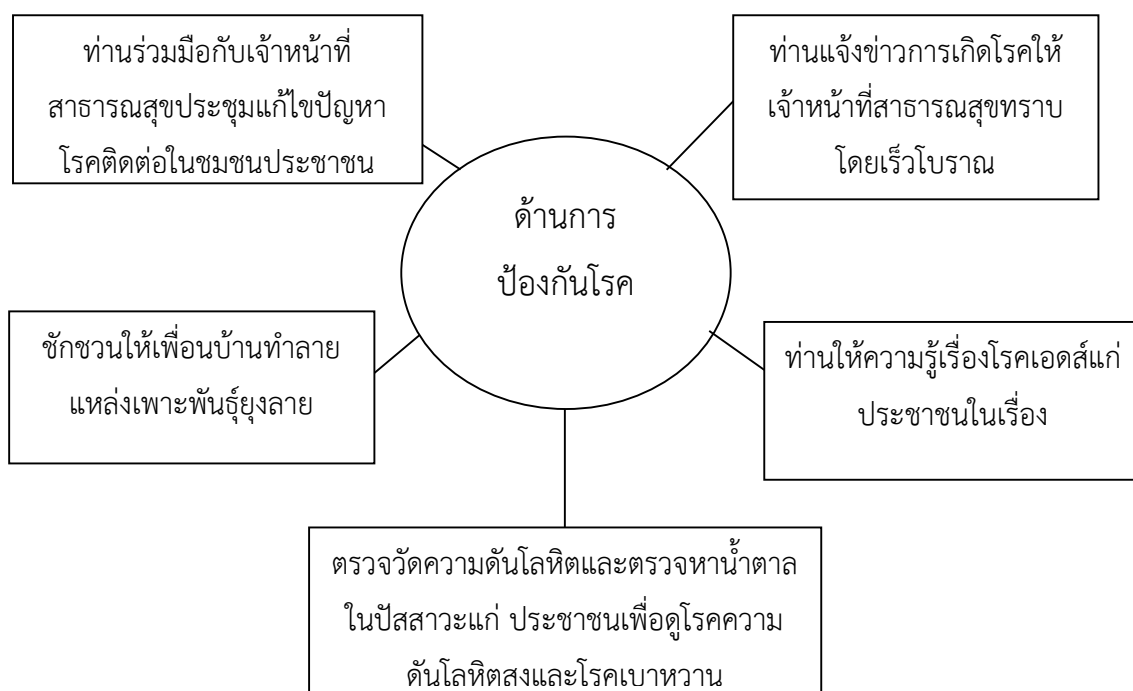 ท่านร่วมมือกับเจ้าหน้าที่
สาธารณสุขประชุมแก้ไขปัญหา
โรคติดต่อในชมชนประชาชน
ท่านแจ้งข่าวการเกิดโรคให้
เจ้าหน้าที่สาธารณสุขทราบ
โดยเร็วโบราณ
ด้านการ
ป้องกันโรค
ชักชวนให้เพื่อนบ้านทำลาย
แหล่งเพาะพันธุ์ยุงลาย
ท่านให้ความรู้เรื่องโรคเอดส์แก่
ประชาชนในเรื่อง
ตรวจวัดความดันโลหิตและตรวจหาน้ำตาล
ในปัสสาวะแก่ ประชาชนเพื่อดูโรคความ
ดันโลหิตสงและโรคเบาหวาน